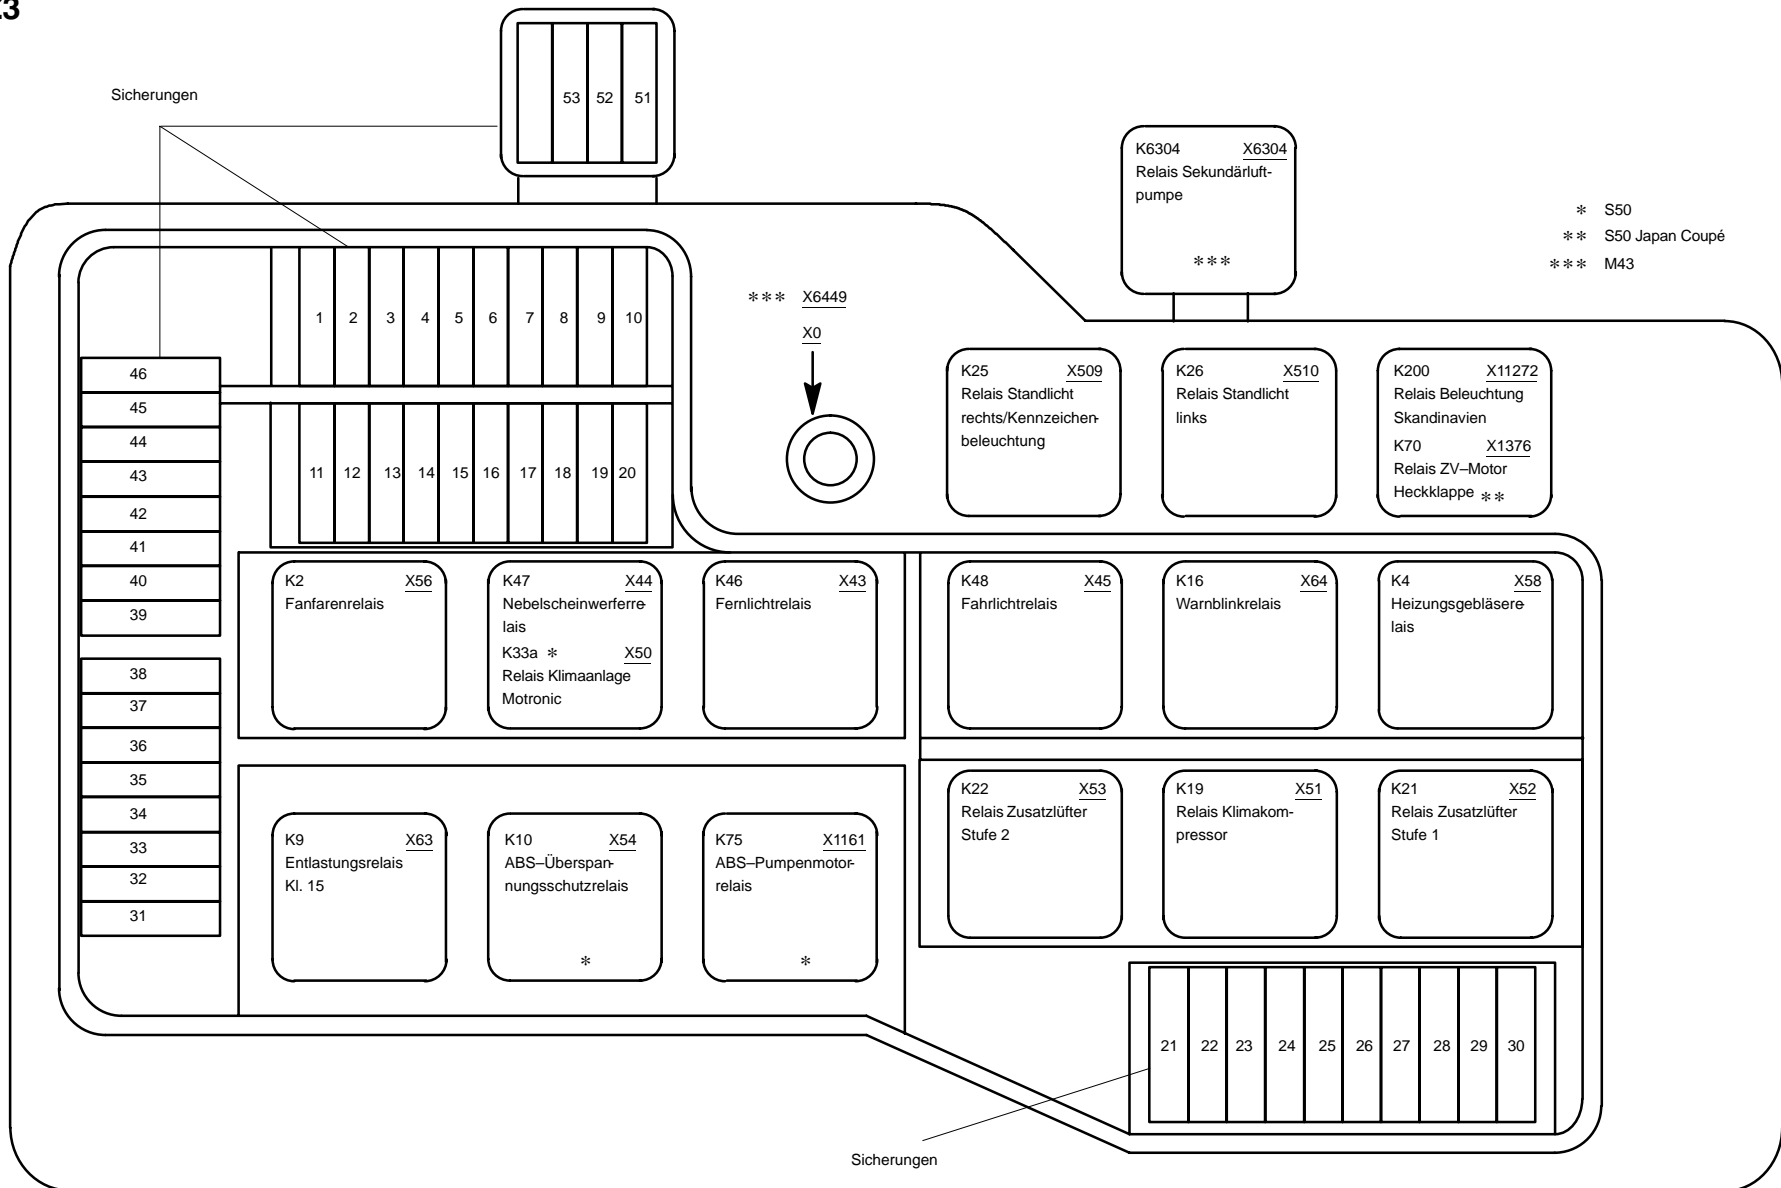 Z3
Sicherungen
53 52 51
K6304 X6304
Relais Sekundärluft-
pumpe
***
* S50
** S50 Japan Coupé
*** M43
1 2 3 4 5 6 7 8 9 10
*** X6449
X0
46
45
44
43
42
41
40
39
38
37
36
35
34
33
32
31
11 12 13 14 15 16 17 18 19 20
K25 X509
Relais Standlicht
rechts/Kennzeichen-
beleuchtung
K26 X510
Relais Standlicht
links
K200 X11272
Relais Beleuchtung
Skandinavien
K70 X1376
Relais ZV–Motor
Heckklappe **
K2 X56
Fanfarenrelais
K47 X44
Nebelscheinwerferre-
lais
K33a * X50
Relais Klimaanlage
Motronic
K46 X43
Fernlichtrelais
K48 X45
Fahrlichtrelais
K16 X64
Warnblinkrelais
K4 X58
Heizungsgebläsere-
lais
K9 X63
Entlastungsrelais
Kl. 15
K10 X54
ABS–Überspan-
nungsschutzrelais
*
K75 X1161
ABS–Pumpenmotor-
relais
*
K22 X53
Relais Zusatzlüfter
Stufe 2
K19 X51
Relais Klimakom-
pressor
K21 X52
Relais Zusatzlüfter
Stufe 1
21 22 23 24 25 26 27 28 29 30
Sicherungen